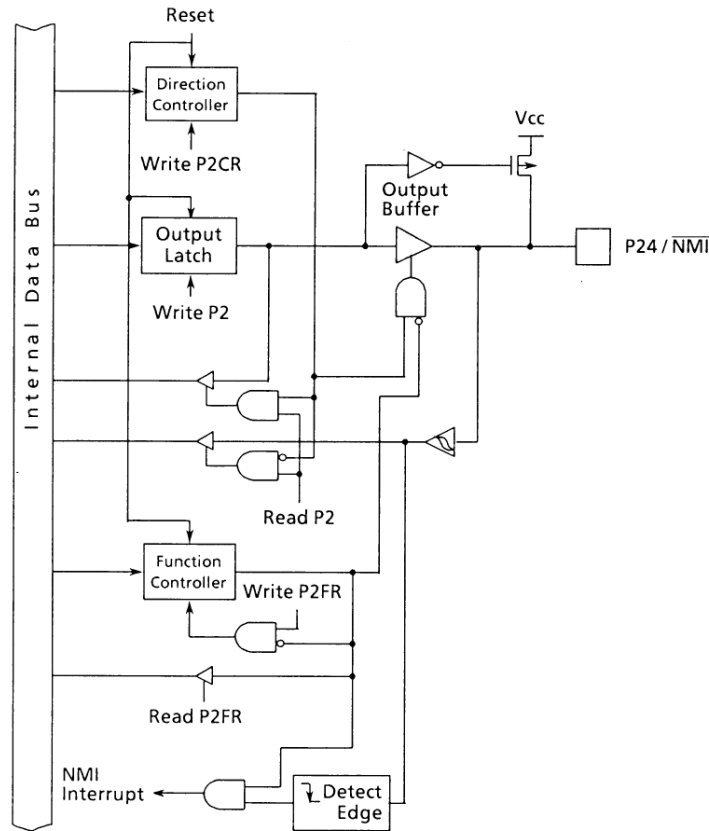 Reset
Direction
Controller
Write P2CR
Vcc
Output
Buffer
Output
Latch
P24 / NMI
Write P2
Internal Data Bus
Read P2
Function
Controller
Write P2FR
Read P2FR
NMI
Interrupt
Detect
Edge